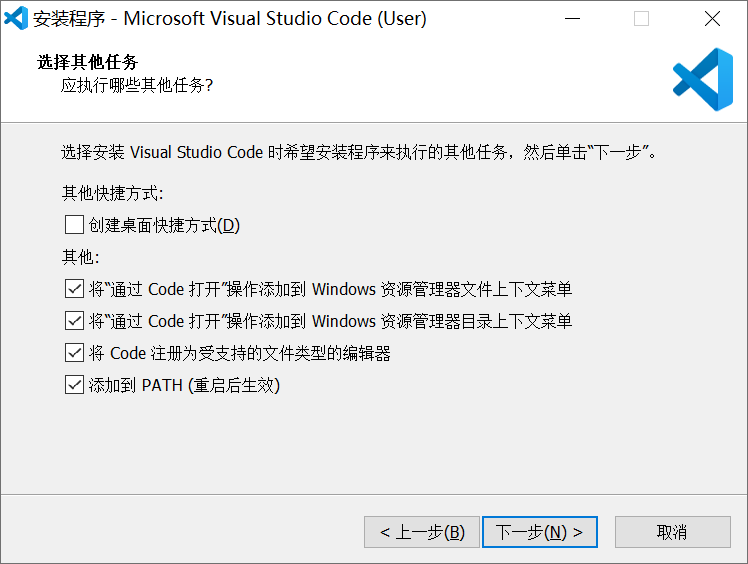 安装程序 - Microsoft Visual Studio Code (User)
选择其他任务
应执行哪些其他任务?
选择安装 Visual Studio Code 时希望安装程序来执行的其他任务，然后单击“下一步”。
其他快捷方式:
创建桌面快捷方式(D)
其他:
将“通过 Code 打开”操作添加到 Windows 资源管理器文件上下文菜单
将“通过 Code 打开”操作添加到 Windows 资源管理器目录上下文菜单
将 Code 注册为受支持的文件类型的编辑器
添加到 PATH (重启后生效)
< 上一步(B) 下一步(N) > 取消